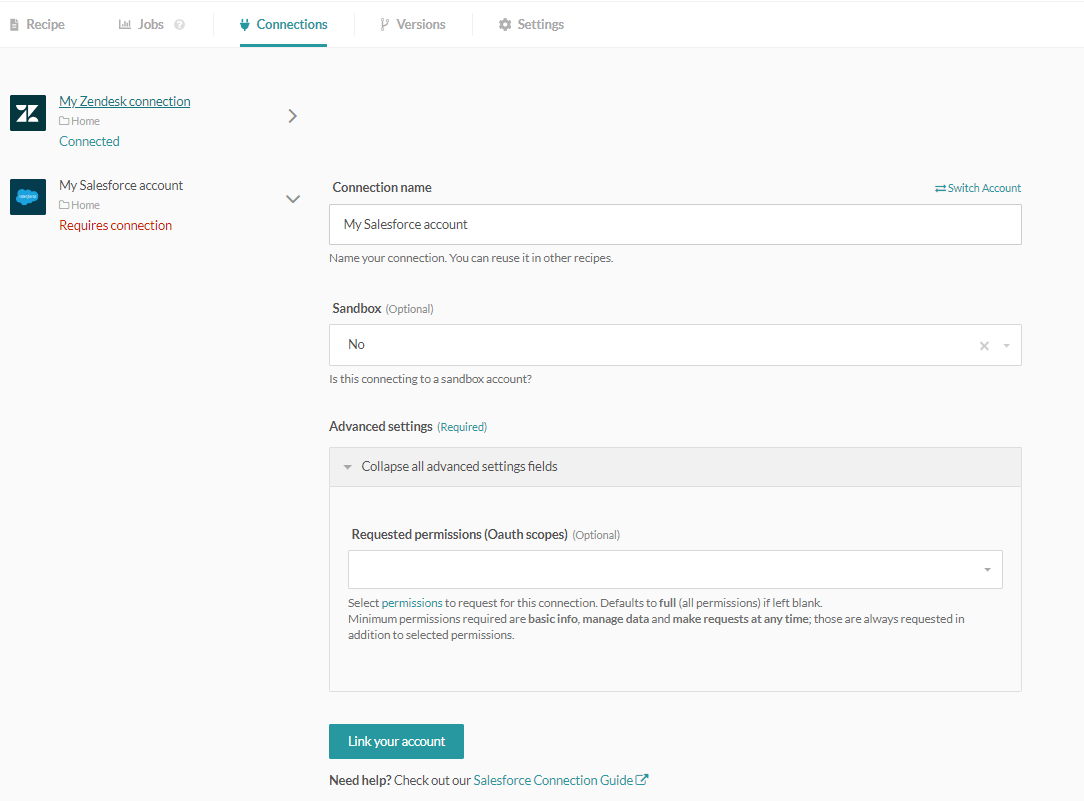 Recipe
Jobs
?
Connections
Versions
Settings
My Zendesk connection
Home
Connected
My Salesforce account
Home
Requires connection
Connection name
Switch Account
My Salesforce account
Name your connection. You can reuse it in other recipes.
Sandbox (Optional)
No
Is this connecting to a sandbox account?
Advanced settings (Required)
Collapse all advanced settings fields
Requested permissions (Oauth scopes) (Optional)
Select permissions to request for this connection. Defaults to full (all permissions) if left blank.
Minimum permissions required are basic info, manage data and make requests at any time; those are always requested in
addition to selected permissions.
Link your account
Need help? Check out our Salesforce Connection Guide